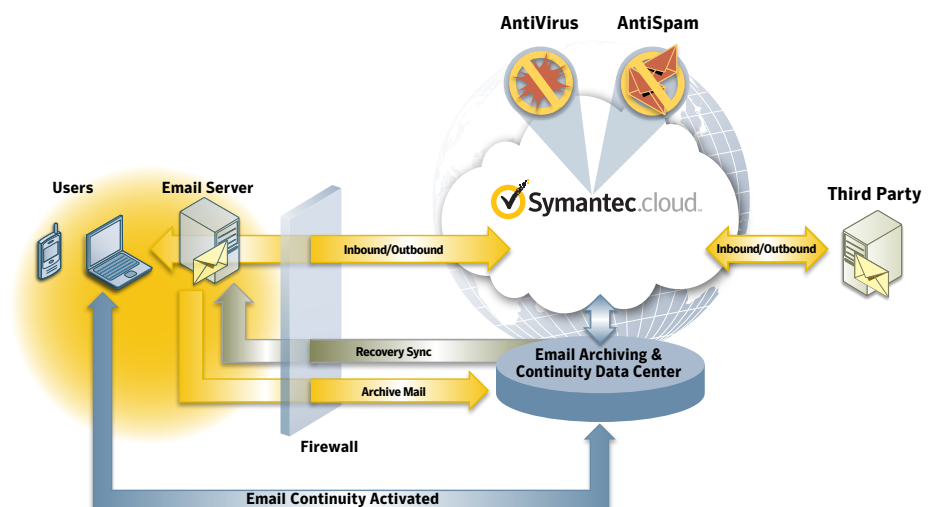 AntiVirus
AntiSpam
Users
Email Server
Symantec.cloud
Third Party
Inbound/Outbound
Inbound/Outbound
Recovery Sync
Email Archiving &
Continuity Data Center
Archive Mail
Firewall
Email Continuity Activated